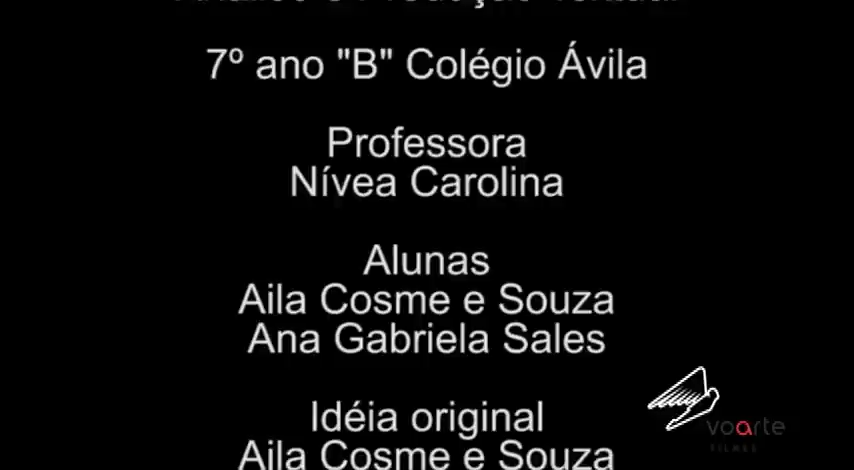 7º ano "B" Colégio Ávila
Professora
Nívea Carolina
Alunas
Aila Cosme e Souza
Ana Gabriela Sales
Idéia original
Aila Cosme e Souza
voarte
FILMES